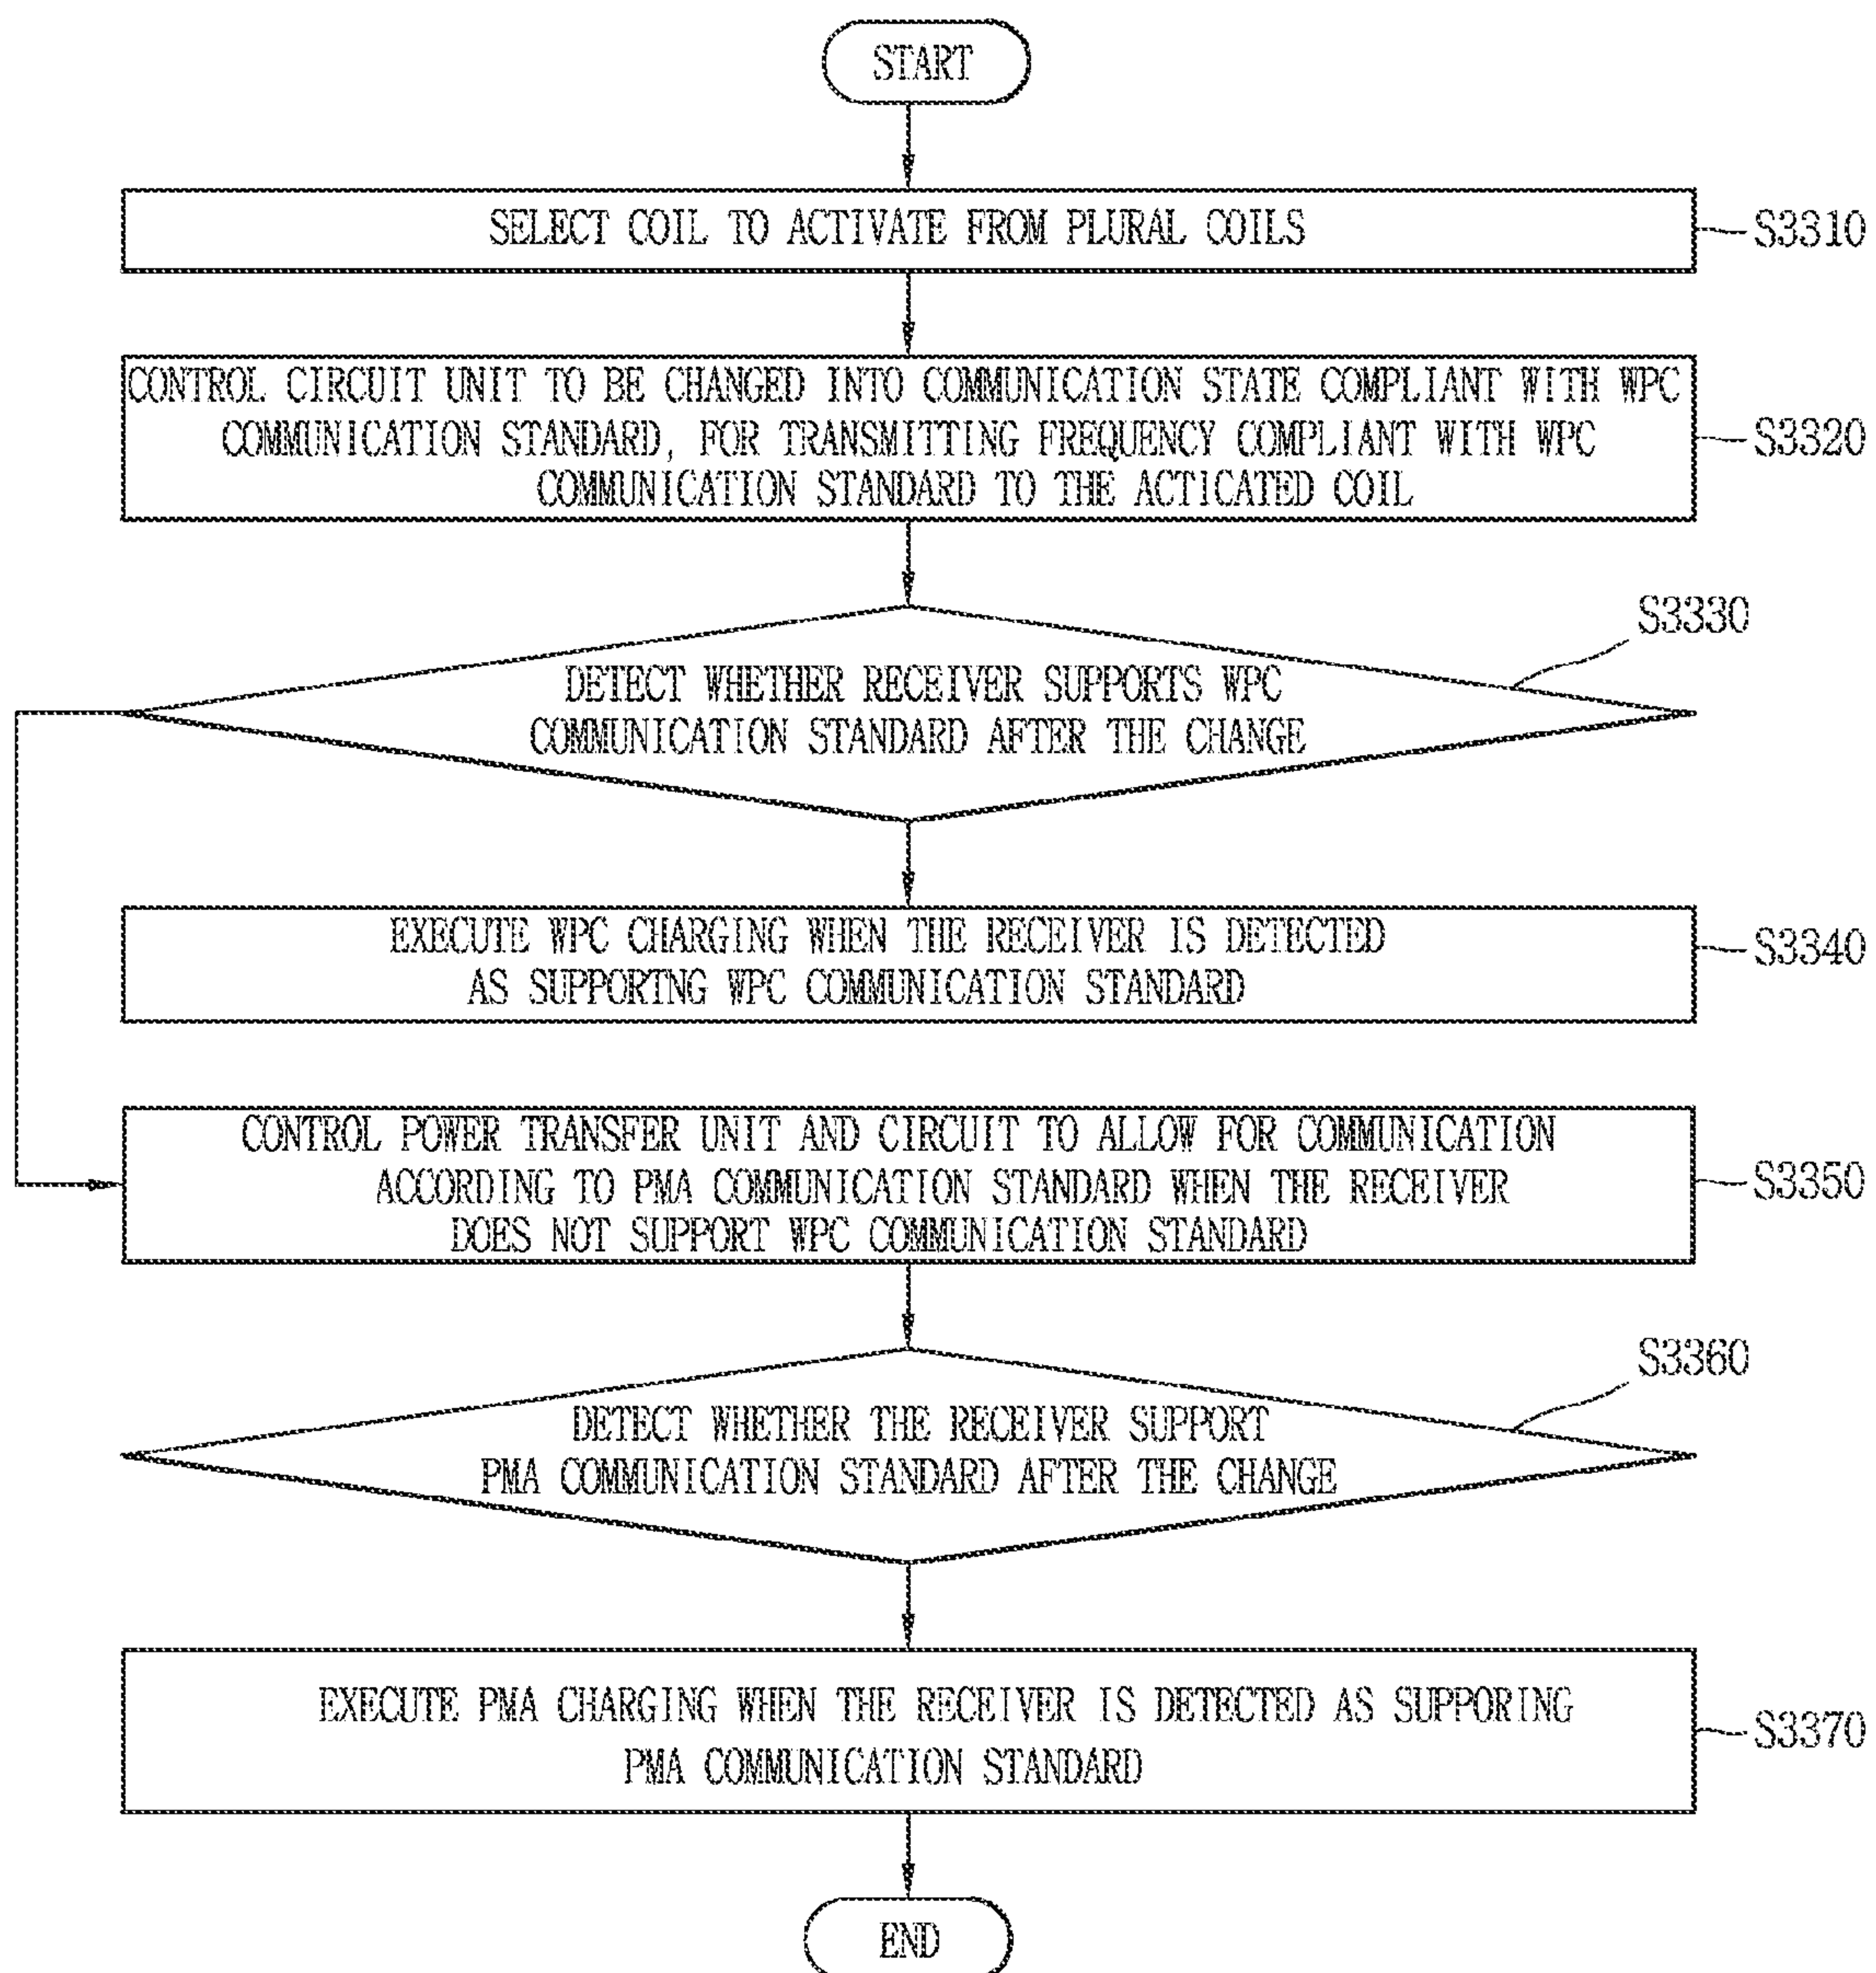 START
SELECT COIL TO ACTIVATE FROM PLURAL COILS
S3310
CONTROL CIRCUIT UNIT TO BE CHANGED INTO COMMUNICATION STATE COMPLIANT WITH WPC
COMMUNICATION STANDARD, FOR TRANSMITTING FREQUENCY COMPLIANT WITH WPC
COMMUNICATION STANDARD TO THE ACTICATED COIL
S3320
S3330
DETECT WHETHER RECEIVER SUPPORTS WPC
COMMUNICATION STANDARD AFTER THE CHANGE
EXECUTE WPC CHARGING WHEN THE RECEIVER IS DETECTED
AS SUPPORTNG WPC COMMUNICATION STANDARD
S3340
CONTROL POWER TRANSFER UNIT AND CIRCUIT TO ALLOW FOR COMMUNICATION
ACCORDING TO PMA COMMUNICATION STANDARD WHEN THE RECEIVER
DOES NOT SUPPORT WPC COMMUNICATION STANDARD
S3350
S3360
DETECT WHETHER THE RECEIVER SUPPORT
PMA COMMUNICATION STANDARD AFTER THE CHANGE
EXECUTE PMA CHARGING WHEN THE RECEIVER IS DETECTED AS SUPPORING
PMA COMMUNICATION STANDARD
S3370
END